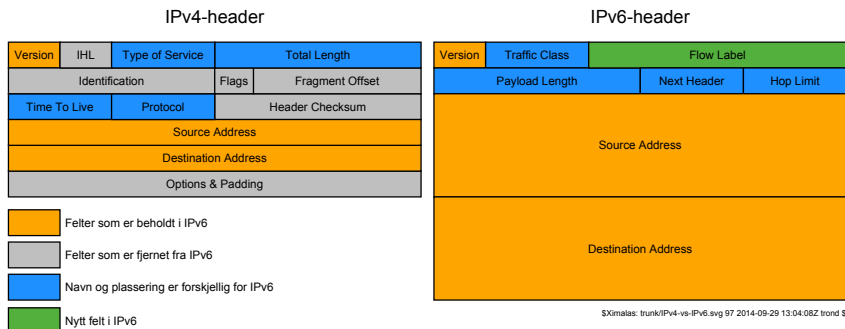 IPv4-header
Version IHL Type of Service Total Length
Identification Flags Fragment Offset
Time To Live Protocol Header Checksum
Source Address
Destination Address
Options & Padding
Felter som er beholdt i IPv6
Felter som er fjernet fra IPv6
Navn og plassering er forskjellig for IPv6
Nytt felt i IPv6
IPv6-header
Version Traffic Class Flow Label
Payload Length Next Header Hop Limit
Source Address
Destination Address
$Ximalas: trunk/IPv4-vs-IPv6.svg 97 2014-09-29 13:04:08Z trond $